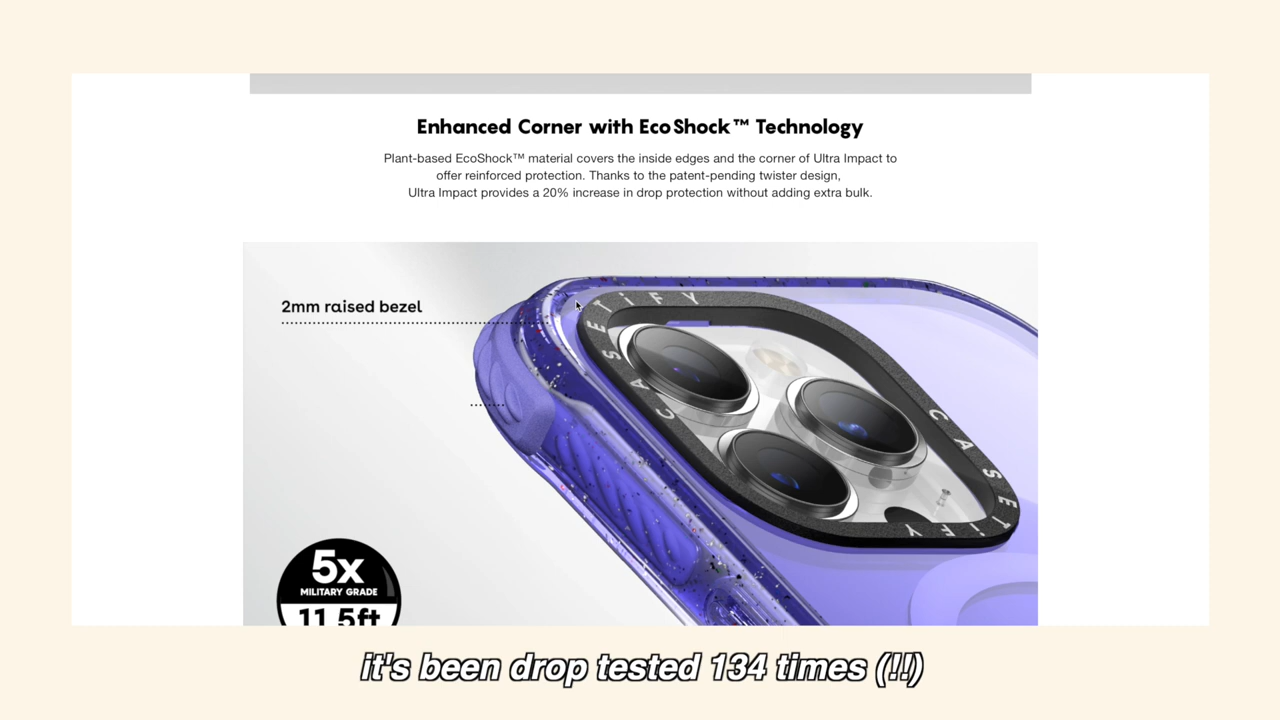 Enhanced Corner with EcoShock™ Technology
Plant-based EcoShock™ material covers the inside edges and the corner of Ultra Impact to
offer reinforced protection. Thanks to the patent-pending twister design,
Ultra Impact provides a 20% increase in drop protection without adding extra bulk.
2mm raised bezel
CASETiFY
CASETiFY
5x
MILITARY GRADE
11.5ft
it's been drop tested 134 times (!!)